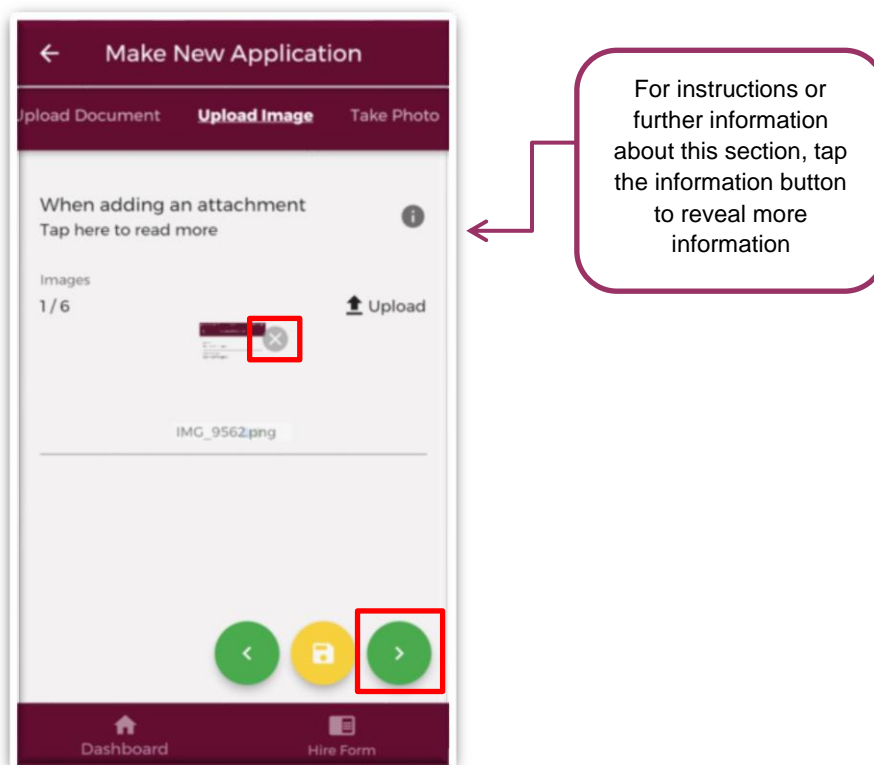 Make New Application
Upload Document Upload Image Take Photo
When adding an attachment
Tap here to read more
Images
1 / 6
Upload
IMG_9562.png
Dashboard
Hire Form
For instructions or
further information
about this section, tap
the information button
to reveal more
information